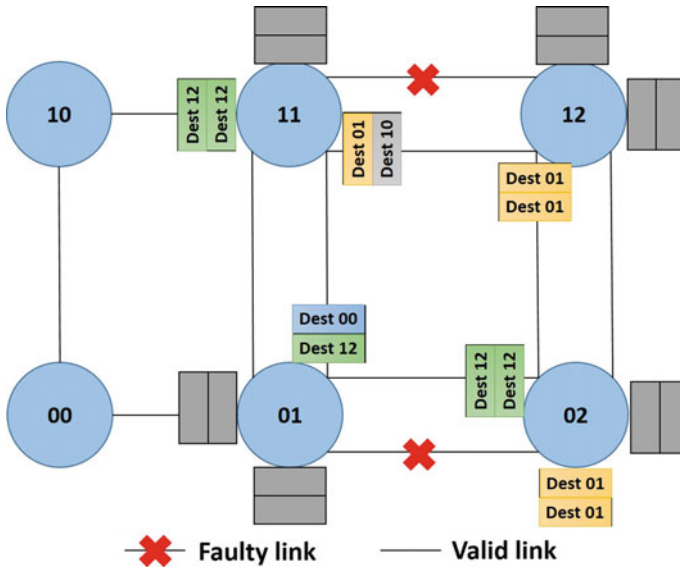 10
Dest 12
Dest 12
11
12
Dest 01
Dest 10
Dest 01
Dest 01
Dest 00
Dest 12
Dest 12
Dest 12
00
01
02
Dest 01
Dest 01
Faulty link
Valid link